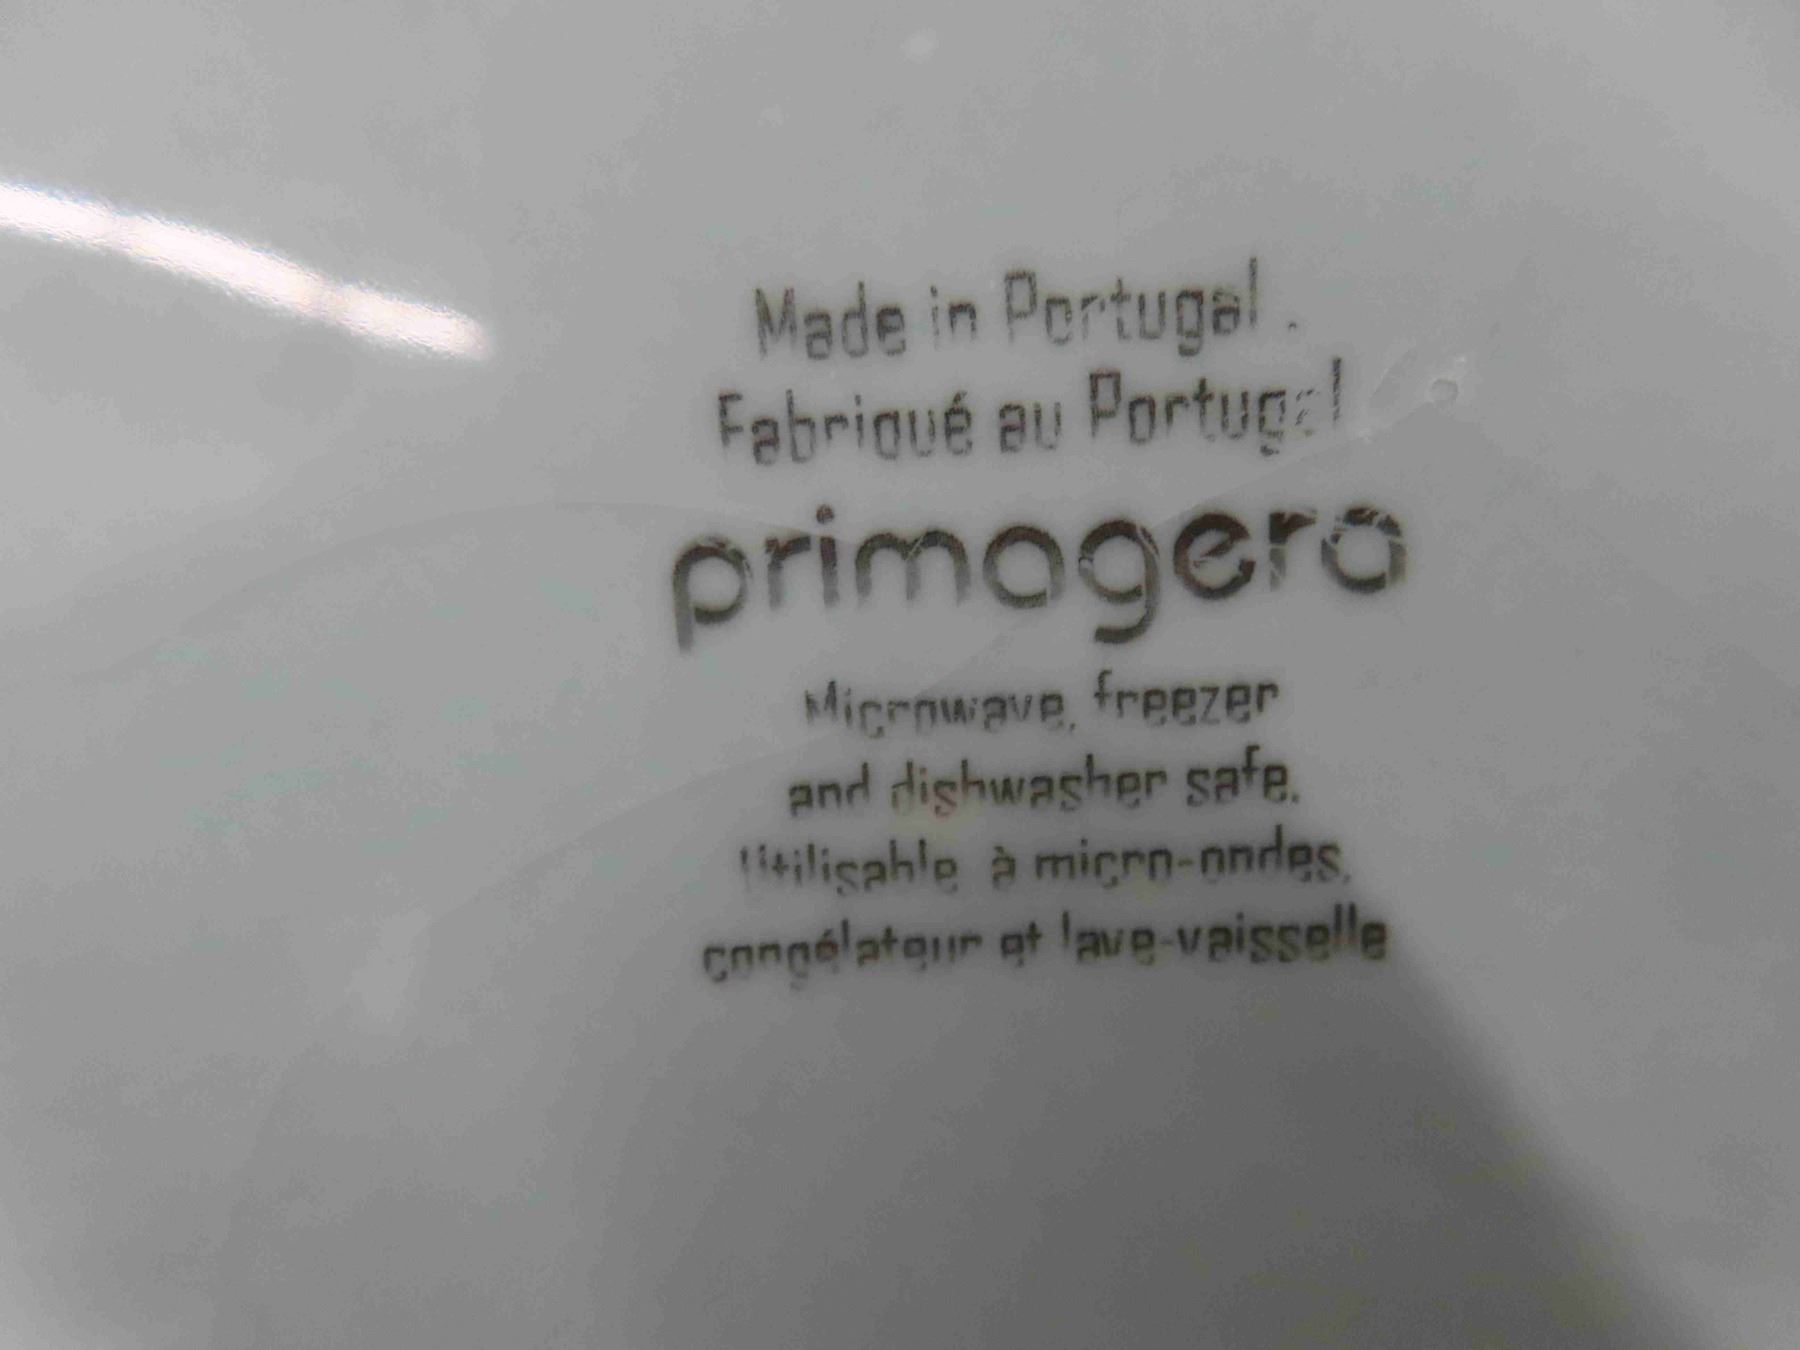 Made in Portugal.
Fabriqué au Portugal
primagera
Microwave, freezer
and dishwasher safe.
Utilisable à micro-ondes,
congélateur et lave-vaisselle